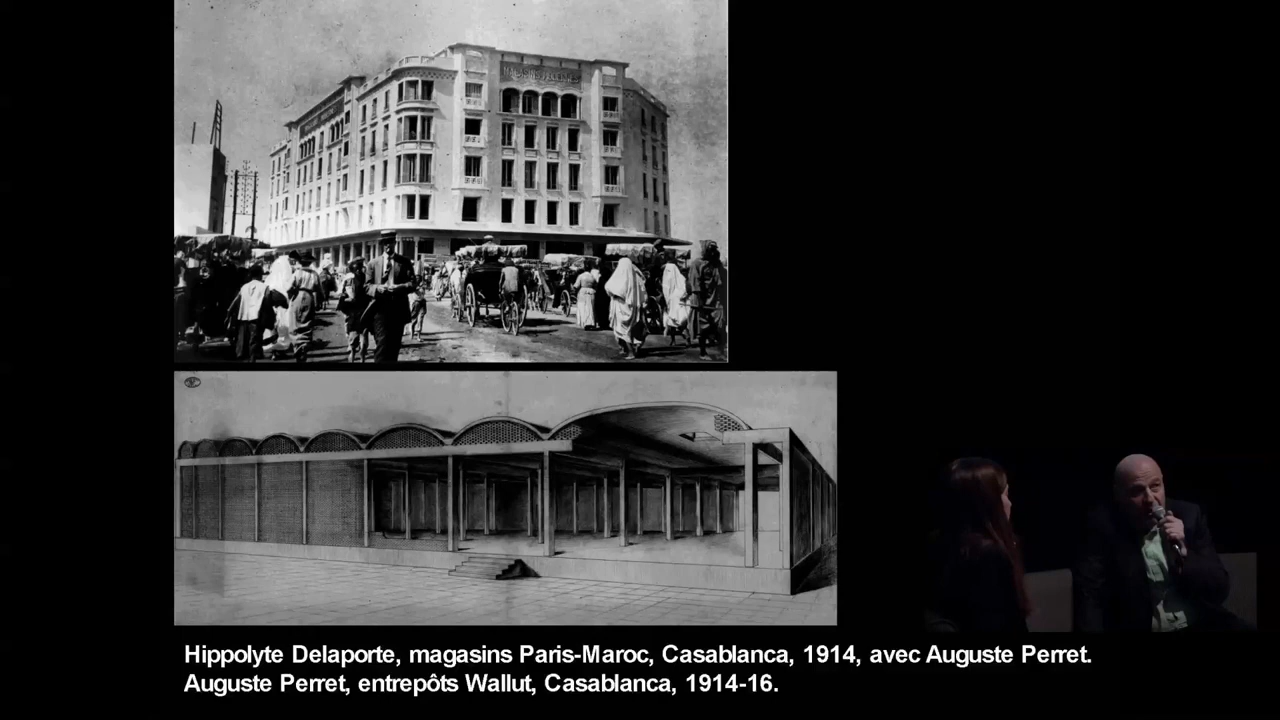 Hippolyte Delaporte, magasins Paris-Maroc, Casablanca, 1914, avec Auguste Perret.
Auguste Perret, entrepôts Wallut, Casablanca, 1914-16.